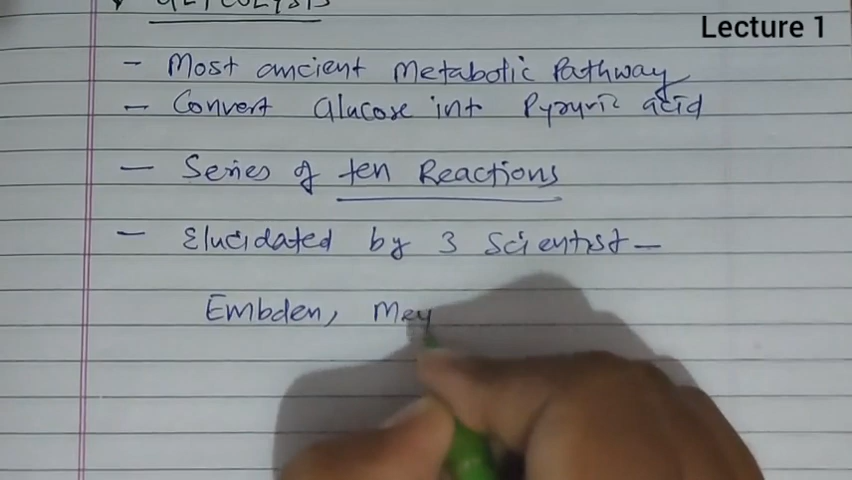 GLYCOLYSIS
Lecture 1
- Most ancient Metabolic Pathway
- Convert Glucose int Pyruvic acid
- Series of ten Reactions
- Elucidated by 3 Scientist -
Embden, Mey